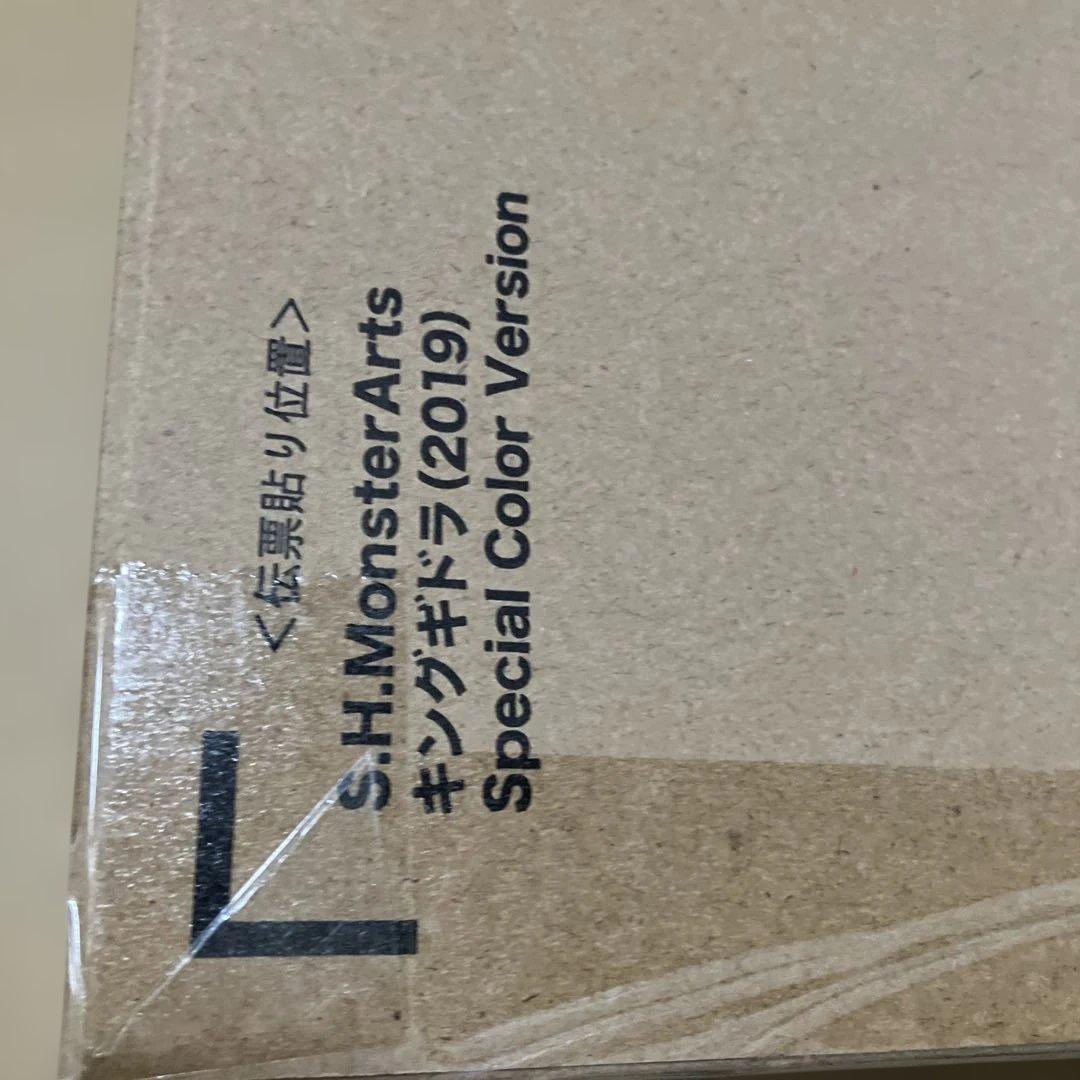 <伝票貼り位置>
S.H.MonsterArts
キングギドラ(2019)
Special Color Version